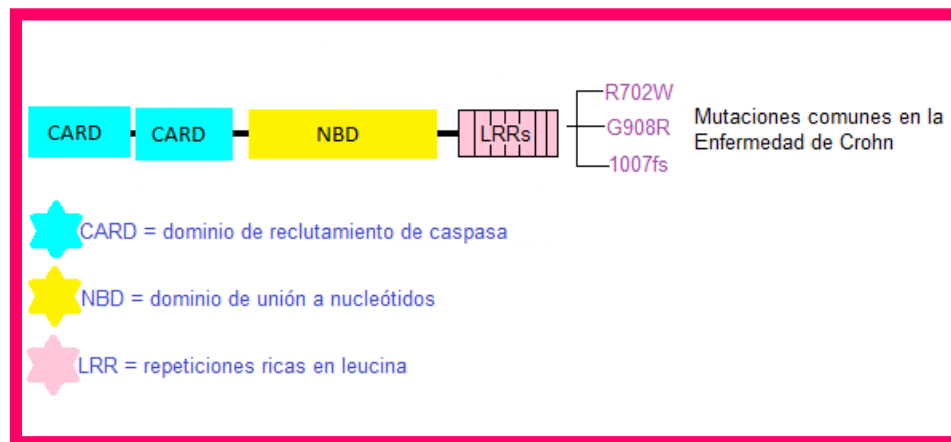 CARD
CARD
NBD
LRRs
R702W
G908R
1007fs
Mutaciones comunes en la
Enfermedad de Crohn
CARD = dominio de reclutamiento de caspasa
NBD = dominio de unión a nucleótidos
LRR = repeticiones ricas en leucina